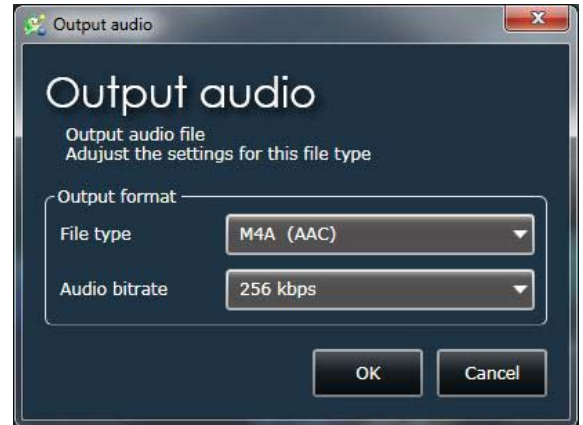 Output audio
Output audio
Output audio file
Adujust the settings for this file type
Output format
File type M4A (AAC)
Audio bitrate 256 kbps
OK Cancel